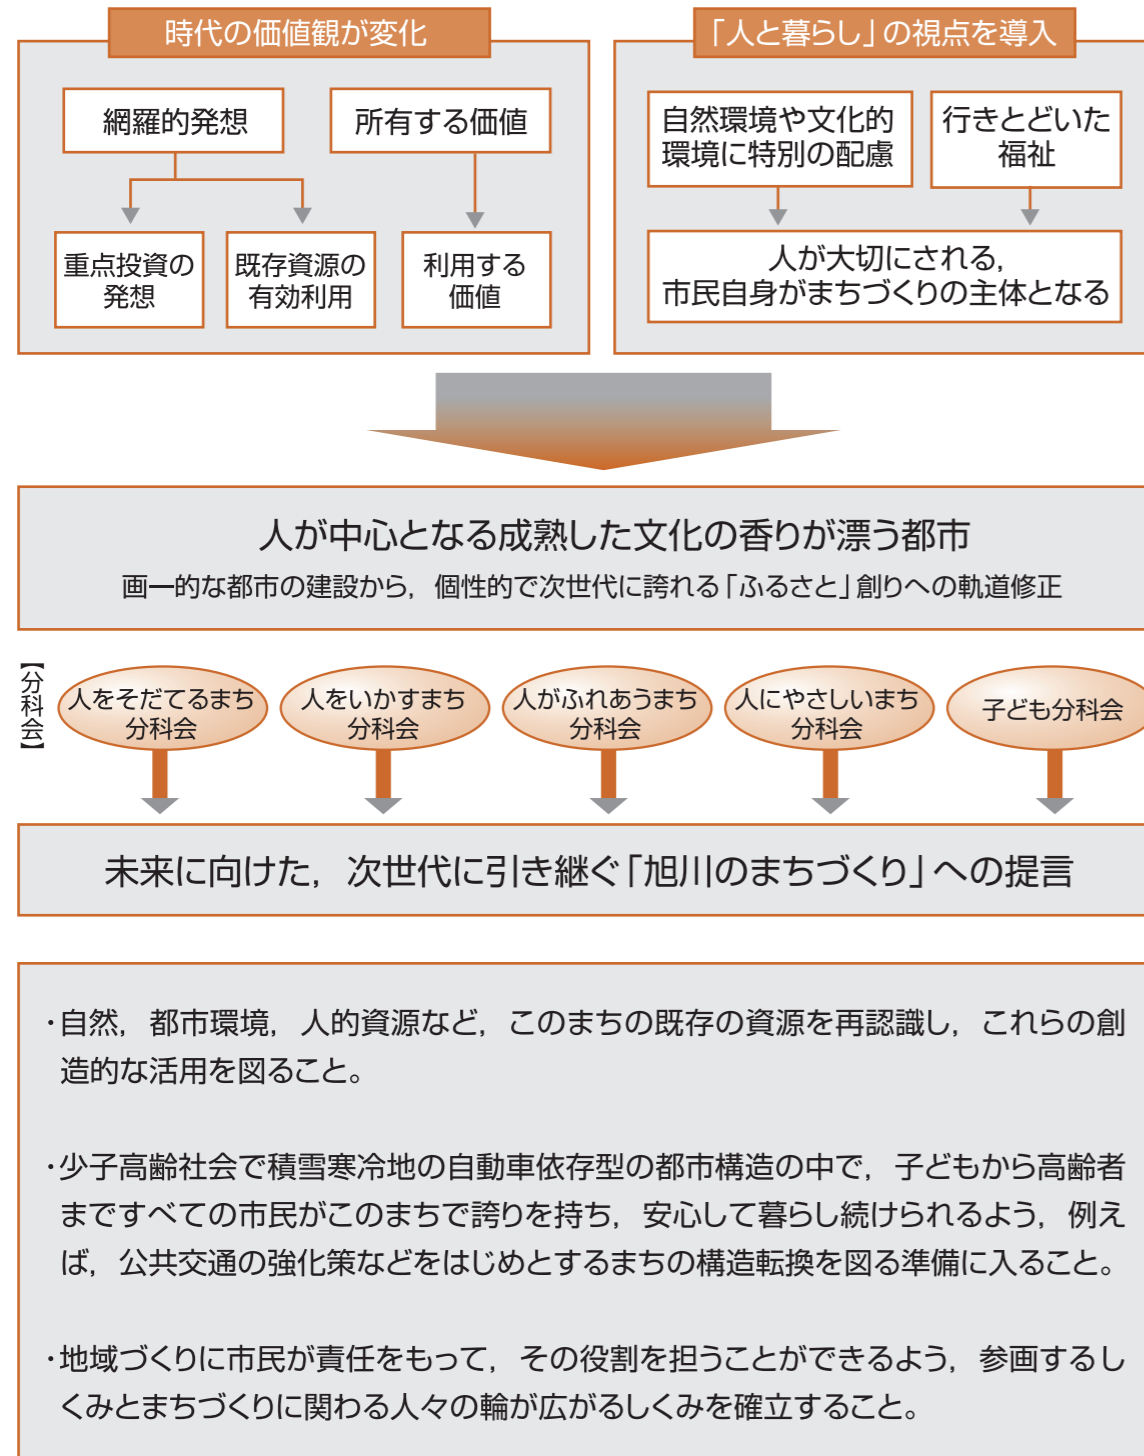 時代の価値観が変化
網羅的発想
所有する価値
重点投資の
発想
既存資源の
有効利用
利用する
価値
「人と暮らし」の視点を導入
自然環境や文化的
環境に特別の配慮
行きとどいた
福祉
人が大切にされる，
市民自身がまちづくりの主体となる
人が中心となる成熟した文化の香りが漂う都市
画一的な都市の建設から，個性的で次世代に誇れる「ふるさと」創りへの軌道修正
【分科会】
人をそだてるまち
分科会
人をいかすまち
分科会
人がふれあうまち
分科会
人にやさしいまち
分科会
子ども分科会
未来に向けた，次世代に引き継ぐ「旭川のまちづくり」への提言
・自然，都市環境，人的資源など，このまちの既存の資源を再認識し，これらの創
造的な活用を図ること。
・少子高齢社会で積雪寒冷地の自動車依存型の都市構造の中で，子どもから高齢者
まですべての市民がこのまちで誇りを持ち，安心して暮らし続けられるよう，例え
ば，公共交通の強化策などをはじめとするまちの構造転換を図る準備に入ること。
・地域づくりに市民が責任をもって，その役割を担うことができるよう，参画するし
くみとまちづくりに関わる人々の輪が広がるしくみを確立すること。